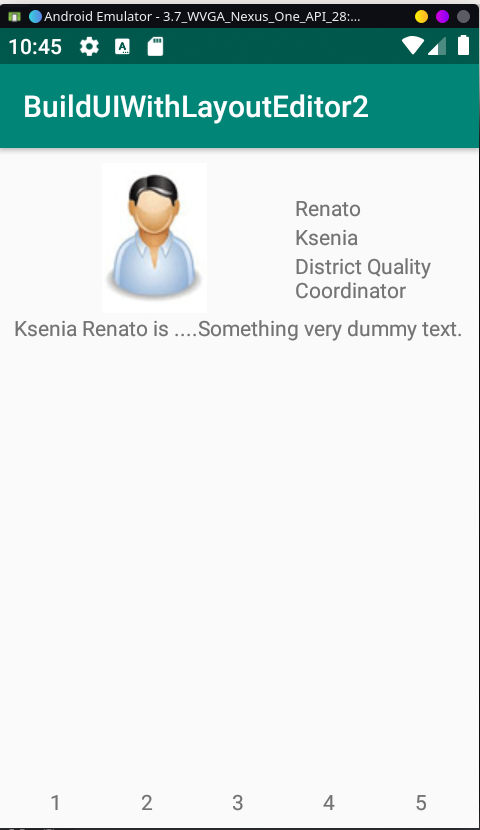 Android Emulator - 3.7_WVGA_Nexus_One_API_28:...
10:45
A
BuildUIWithLayoutEditor2
Renato
Ksenia
District Quality
Coordinator
Ksenia Renato is ....Something very dummy text.
1 2 3 4 5